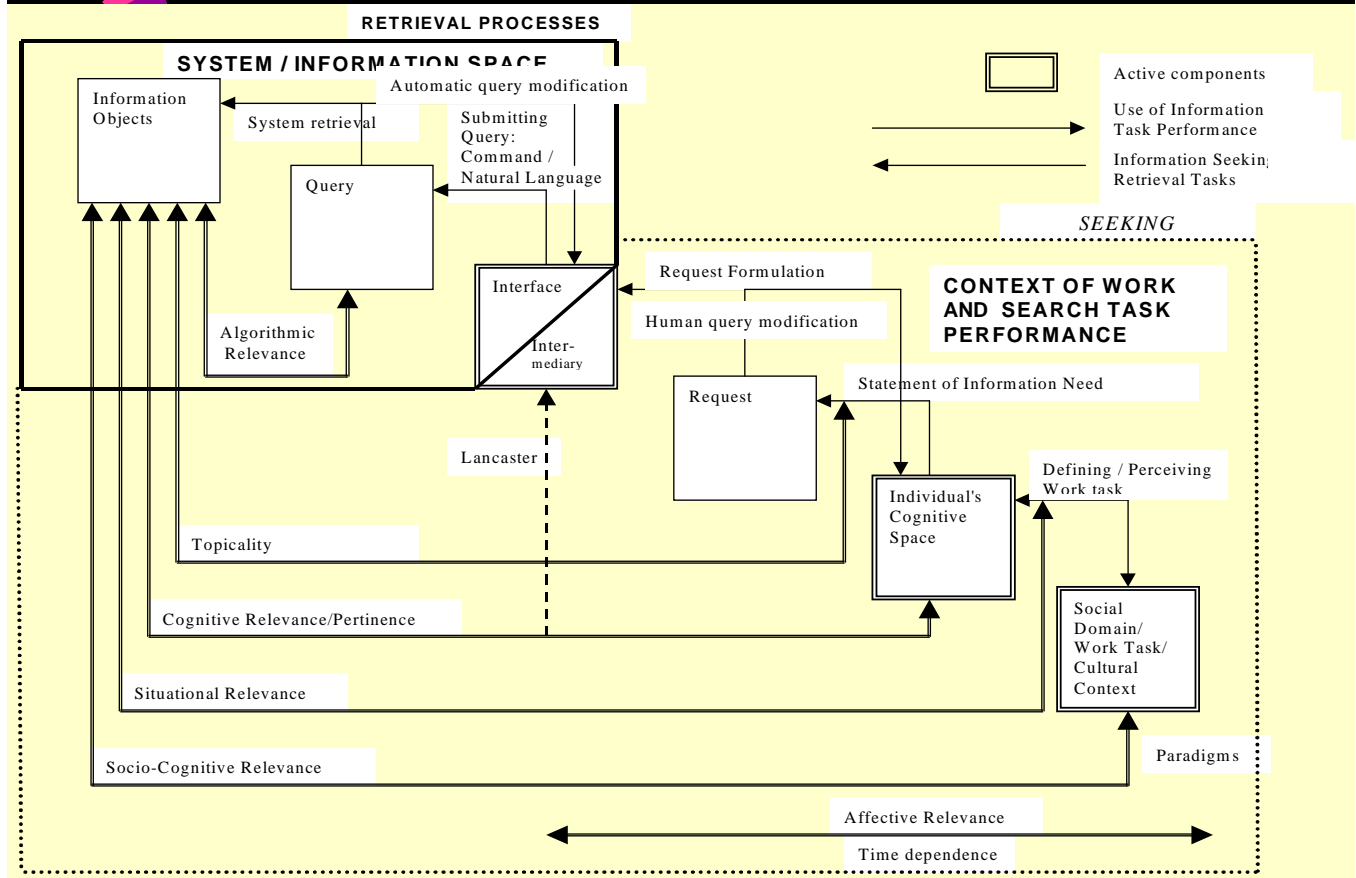 RETRIEVAL PROCESSES
SYSTEM / INFORMATION SPACE
Information
Objects
Automatic query modification
System retrieval
Submitting
Query:
Command /
Natural Language
Query
Algorithmic
Relevance
Interface
Inter-
mediary
Active components
Use of Information
Task Performance
Information Seeking
Retrieval Tasks
SEEKING
CONTEXT OF WORK
AND SEARCH TASK
PERFORMANCE
Request Formulation
Human query modification
Request
Statement of Information Need
Lancaster
Individual's
Cognitive
Space
Defining / Perceiving
Work task
Topicality
Cognitive Relevance/Pertinence
Social
Domain/
Work Task/
Cultural
Context
Situational Relevance
Socio-Cognitive Relevance
Paradigms
Affective Relevance
Time dependence